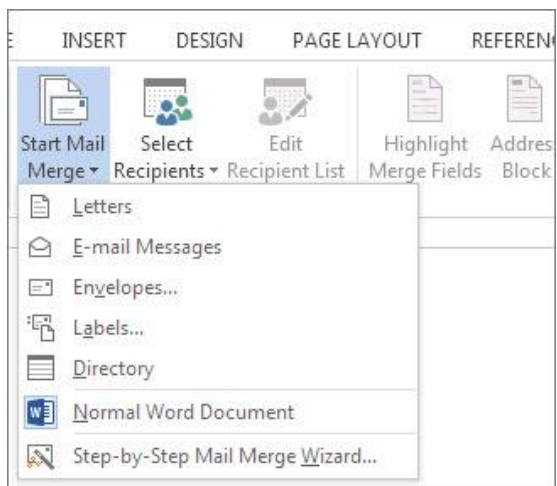 INSERT DESIGN PAGE LAYOUT
Start Mail Select Edit Highlight
Merge Recipients Recipient List Merge Fields Block
Letters
E-mail Messages
Envelopes...
Labels...
Directory
Normal Word Document
Step-by-Step Mail Merge Wizard...